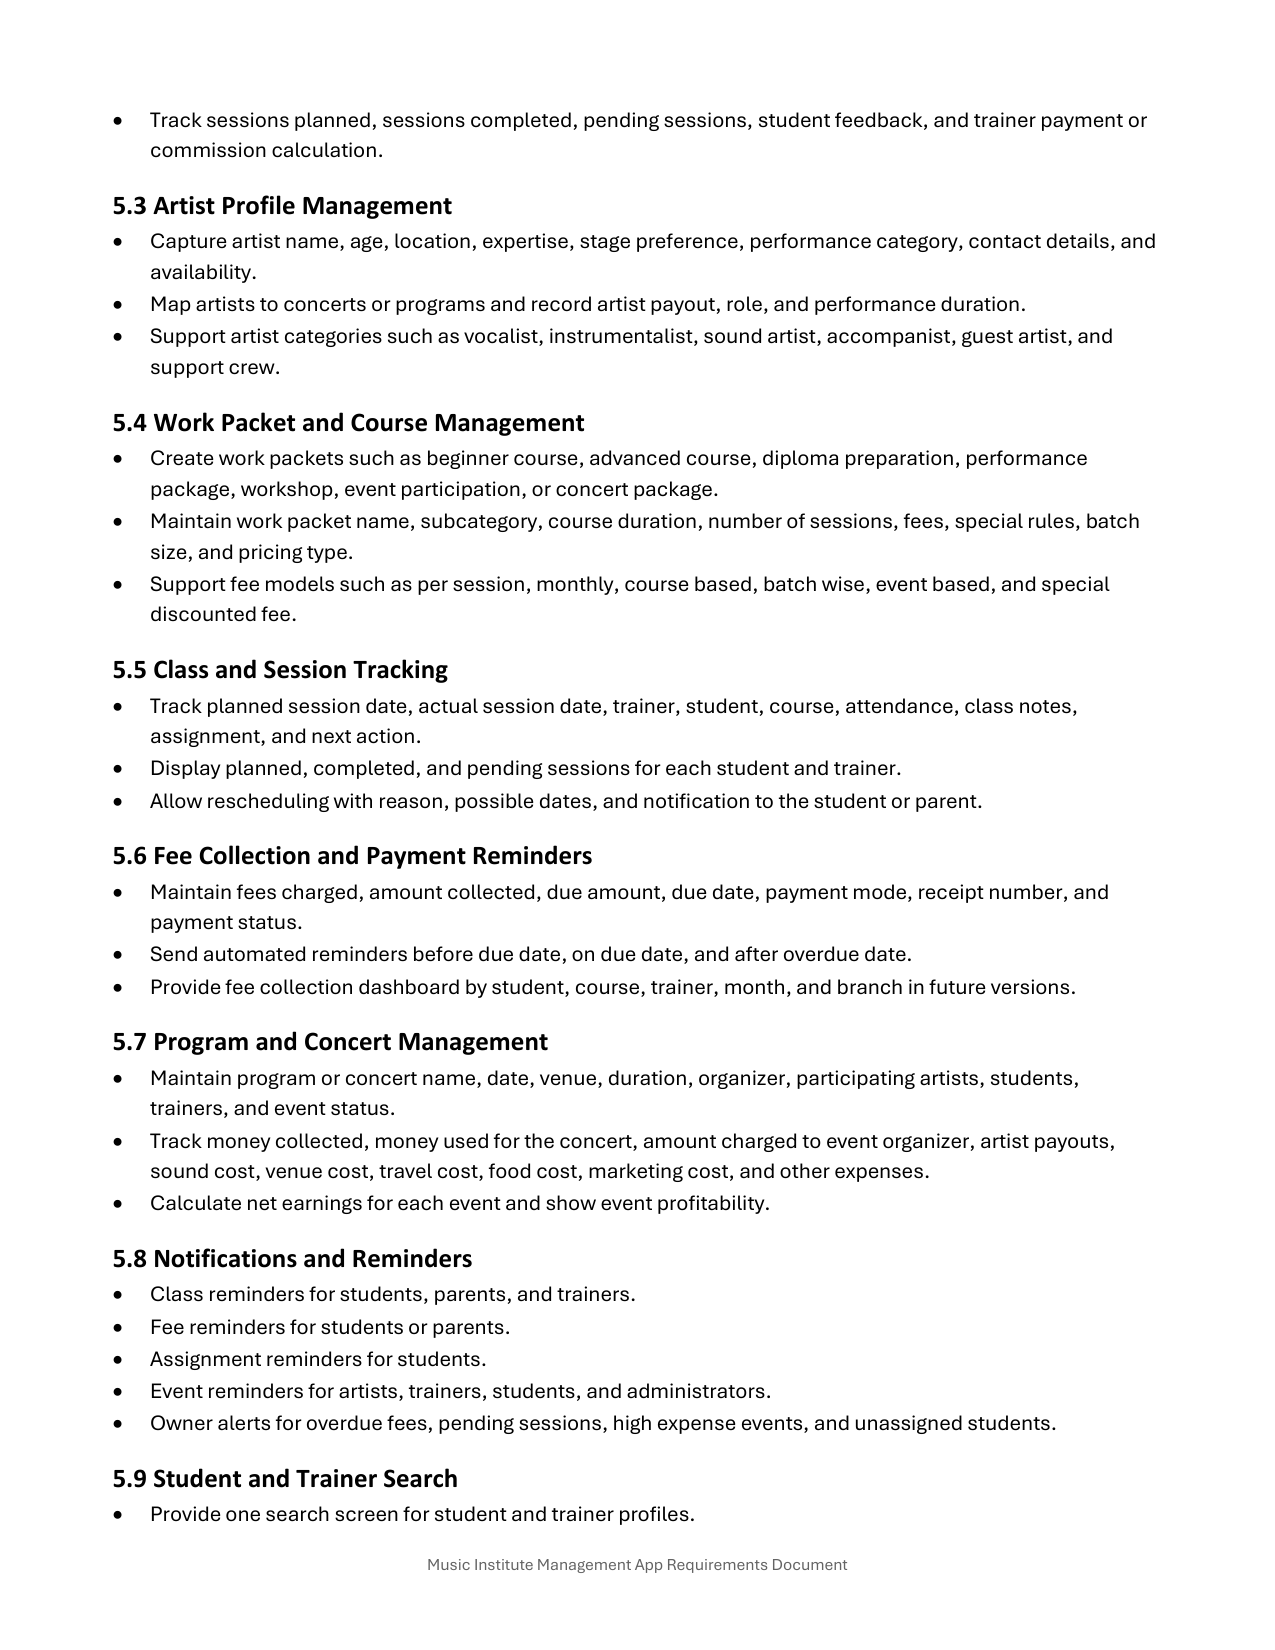 • Track sessions planned, sessions completed, pending sessions, student feedback, and trainer payment or
commission calculation.
5.3 Artist Profile Management
• Capture artist name, age, location, expertise, stage preference, performance category, contact details, and
availability.
• Map artists to concerts or programs and record artist payout, role, and performance duration.
• Support artist categories such as vocalist, instrumentalist, sound artist, accompanist, guest artist, and
support crew.
5.4 Work Packet and Course Management
• Create work packets such as beginner course, advanced course, diploma preparation, performance
package, workshop, event participation, or concert package.
• Maintain work packet name, subcategory, course duration, number of sessions, fees, special rules, batch
size, and pricing type.
• Support fee models such as per session, monthly, course based, batch wise, event based, and special
discounted fee.
5.5 Class and Session Tracking
• Track planned session date, actual session date, trainer, student, course, attendance, class notes,
assignment, and next action.
• Display planned, completed, and pending sessions for each student and trainer.
• Allow rescheduling with reason, possible dates, and notification to the student or parent.
5.6 Fee Collection and Payment Reminders
• Maintain fees charged, amount collected, due amount, due date, payment mode, receipt number, and
payment status.
• Send automated reminders before due date, on due date, and after overdue date.
• Provide fee collection dashboard by student, course, trainer, month, and branch in future versions.
5.7 Program and Concert Management
• Maintain program or concert name, date, venue, duration, organizer, participating artists, students,
trainers, and event status.
• Track money collected, money used for the concert, amount charged to event organizer, artist payouts,
sound cost, venue cost, travel cost, food cost, marketing cost, and other expenses.
• Calculate net earnings for each event and show event profitability.
5.8 Notifications and Reminders
• Class reminders for students, parents, and trainers.
• Fee reminders for students or parents.
• Assignment reminders for students.
• Event reminders for artists, trainers, students, and administrators.
• Owner alerts for overdue fees, pending sessions, high expense events, and unassigned students.
5.9 Student and Trainer Search
• Provide one search screen for student and trainer profiles.
Music Institute Management App Requirements Document